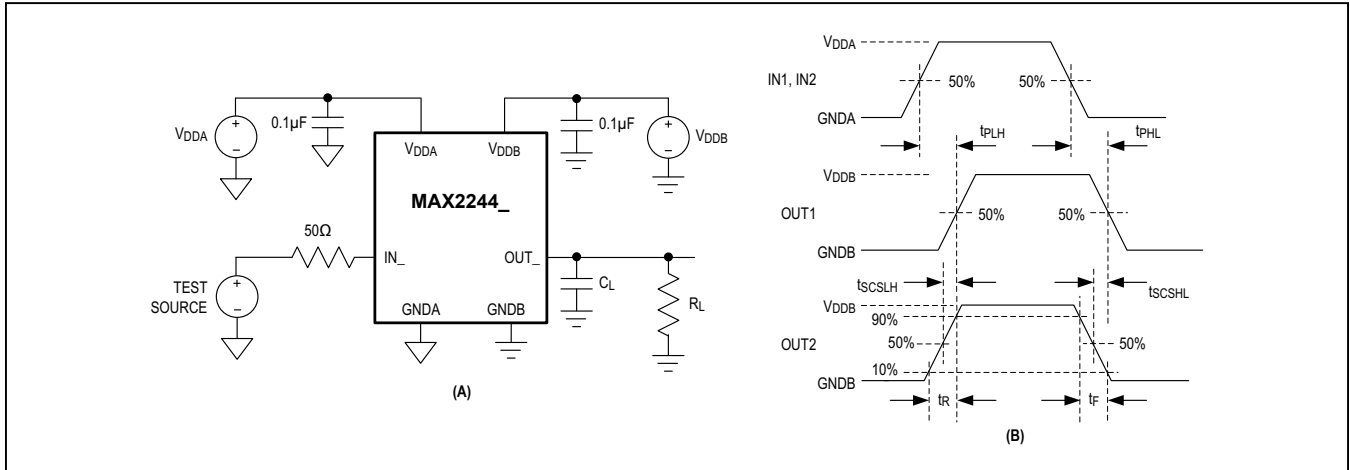 VDDA
0.1µF
0.1µF
VDDB
+
−
+
−
VDDA
VDDB
MAX2244_
50Ω
IN_
OUT_
TEST
SOURCE
+
−
CL
RL
GNDA
GNDB
(A)
VDDA
IN1, IN2
50%
50%
GNDA
tPLH
tPHL
VDDB
OUT1
50%
50%
GNDB
tSCSLH
tSCSHL
VDDB
90%
OUT2
50%
50%
10%
GNDB
tR
tF
(B)